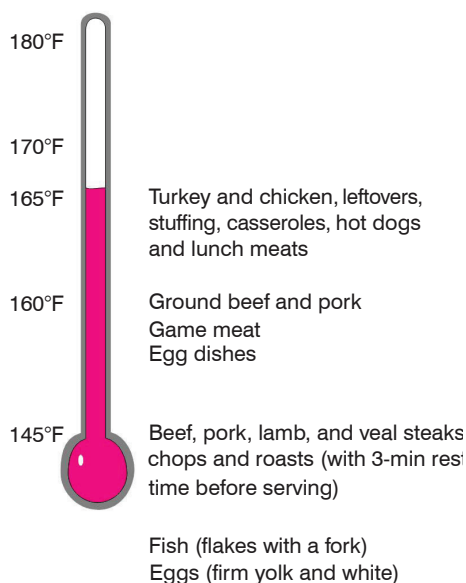 180°F
170°F
165°F Turkey and chicken, leftovers,
stuffing, casseroles, hot dogs
and lunch meats
160°F Ground beef and pork
Game meat
Egg dishes
145°F Beef, pork, lamb, and veal steaks
chops and roasts (with 3-min rest
time before serving)
Fish (flakes with a fork)
Eggs (firm yolk and white)